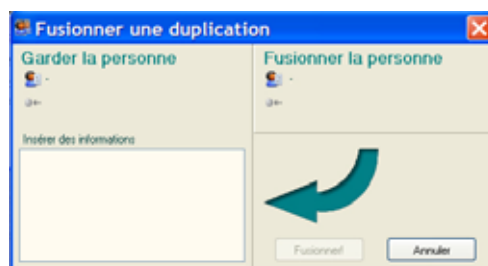 Fusionner une duplication
Garder la personne
-
Fusionner la personne
-
Insérer des informations
Fusionner!
Annuler